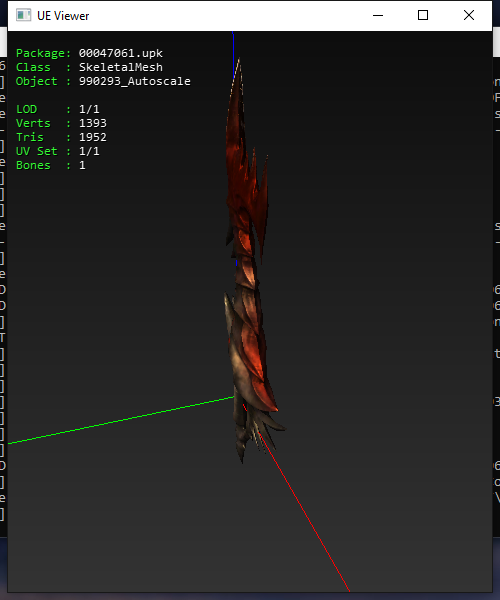 UE Viewer
Package: 00047061.upk
Class  : SkeletalMesh
Object : 990293_Autoscale
LOD    : 1/1
Verts  : 1393
Tris   : 1952
UV Set : 1/1
Bones  : 1